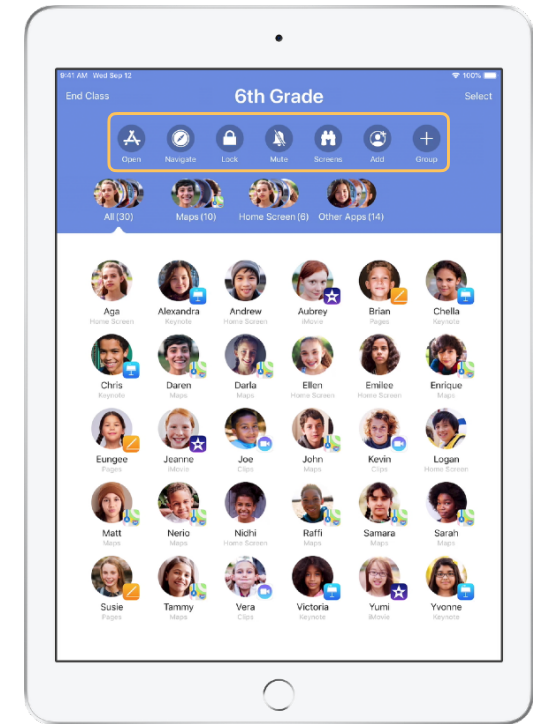 9:41 AM Wed Sep 12 100%
End Class 6th Grade Select
Open Navigate Lock Mute Screens Add Group
All (30) Maps (10) Home Screen (6) Other Apps (14)
Aga Alexandra Andrew Aubrey Brian Chella
Home Screen Keynote Home Screen iMovie Pages Keynote
Chris Daren Darla Ellen Emilee Enrique
Keynote Maps Maps Home Screen Home Screen Maps
Eungee Jeanne Joe John Kevin Logan
Pages iMovie Clips Maps Clips Home Screen
Matt Nerio Nidhi Raffi Samara Sarah
Maps Maps Home Screen Maps Maps Maps
Susie Tammy Vera Victoria Yumi Yvonne
Pages Maps Clips Keynote iMovie Keynote